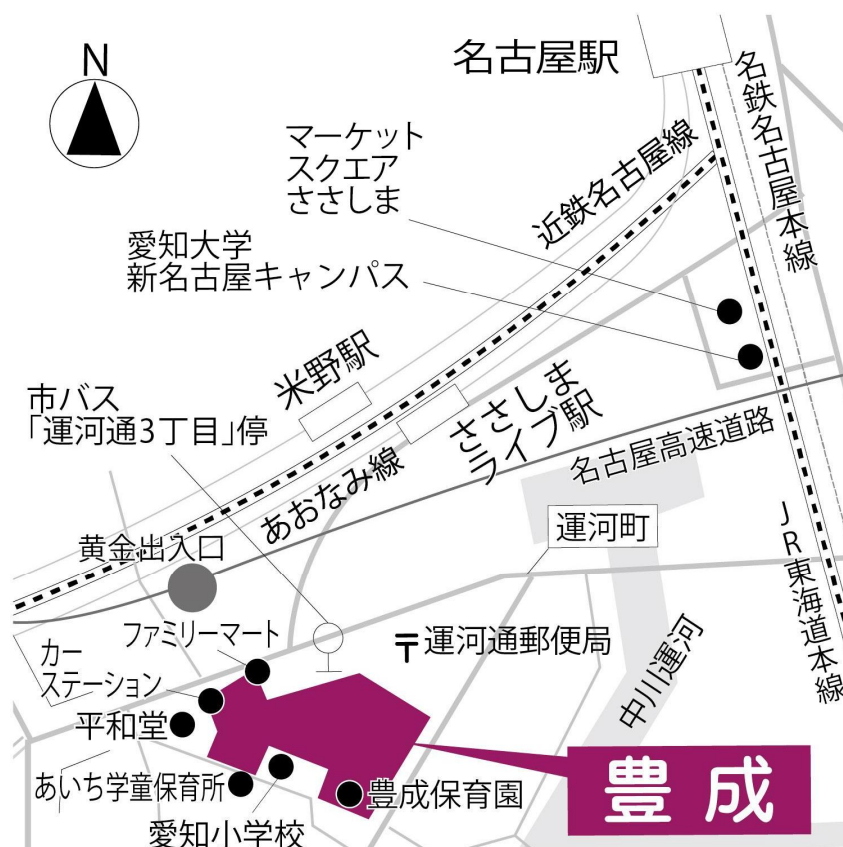 N
名古屋駅
名鉄名古屋本線
マーケット
スクエア
ささしま
近鉄名古屋線
愛知大学
新名古屋キャンパス
米野駅
市バス
「運河通3丁目」停
ささしま
ライブ駅
名古屋高速道路
あおなみ線
運河町
JR東海道本線
黄金出入口
ファミリーマート
〒運河通郵便局
カー
ステーション
中川運河
平和堂
あいち学童保育所
豊成保育園
愛知小学校
豊成